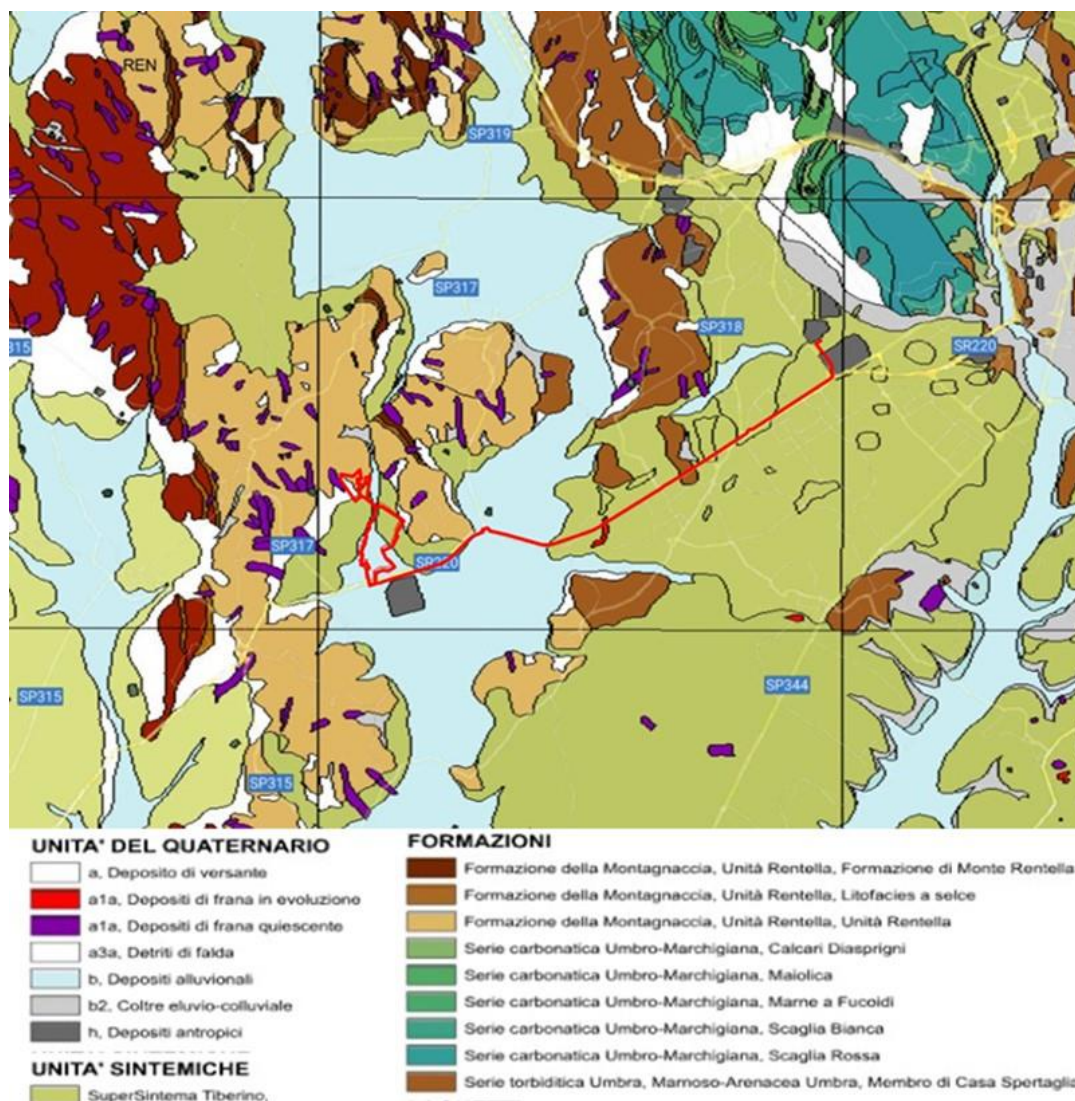 REN
SP319
SP317
SP318
315
SR220
SP317
SR220
SP315
SP344
SP315
UNITA' DEL QUATERNARIO
a, Deposito di versante
a1a, Depositi di frana in evoluzione
a1a, Depositi di frana quiescente
a3a, Detriti di falda
b, Depositi alluvionali
b2, Coltre eluvio-colluviale
h, Depositi antropici
UNITA' SINTEMICHE
SuperSintema Tiberino,
FORMAZIONI
Formazione della Montagnaccia, Unità Rentella, Formazione di Monte Rentella
Formazione della Montagnaccia, Unità Rentella, Litofacies a selce
Formazione della Montagnaccia, Unità Rentella, Unità Rentella
Serie carbonatica Umbro-Marchigiana, Calcari Diasprigni
Serie carbonatica Umbro-Marchigiana, Maiolica
Serie carbonatica Umbro-Marchigiana, Marne a Fucoidi
Serie carbonatica Umbro-Marchigiana, Scaglia Bianca
Serie carbonatica Umbro-Marchigiana, Scaglia Rossa
Serie torbiditica Umbra, Marnoso-Arenacea Umbra, Membro di Casa Spertaglia